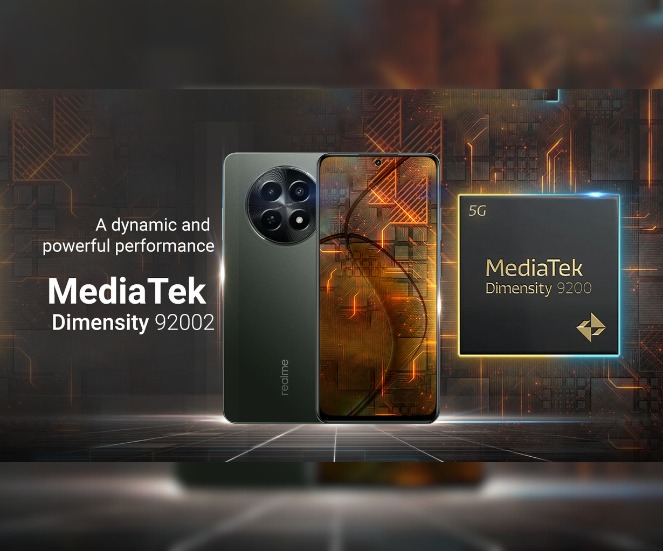 A dynamic and
powerful performance
MediaTek
Dimensity 92002
realme
5G
MediaTek
Dimensity 9200